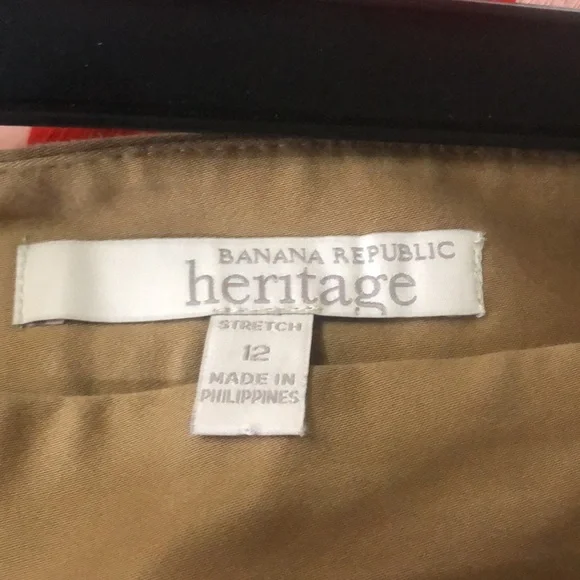 BANANA REPUBLIC
heritage
STRETCH
12
MADE IN
PHILIPPINES